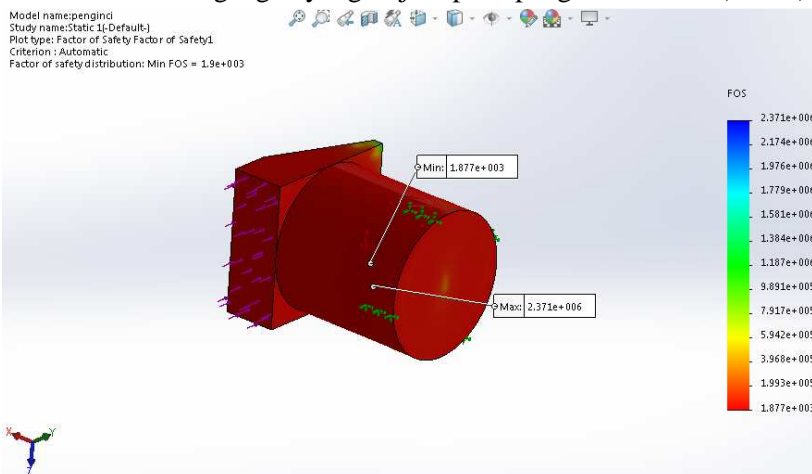 Model name:penginci
Study name:Static 1(-Default-)
Plot type: Factor of Safety Factor of Safety1
Criterion : Automatic
Factor of safety distribution: Min FOS = 1.9e+003
FOS
2.371e+006
2.174e+006
1.976e+006
1.779e+006
1.581e+006
1.384e+006
1.187e+006
9.891e+005
7.917e+005
5.942e+005
3.968e+005
1.993e+005
1.877e+003
Min: 1.877e+003
Max: 2.371e+006
X
Y
Z